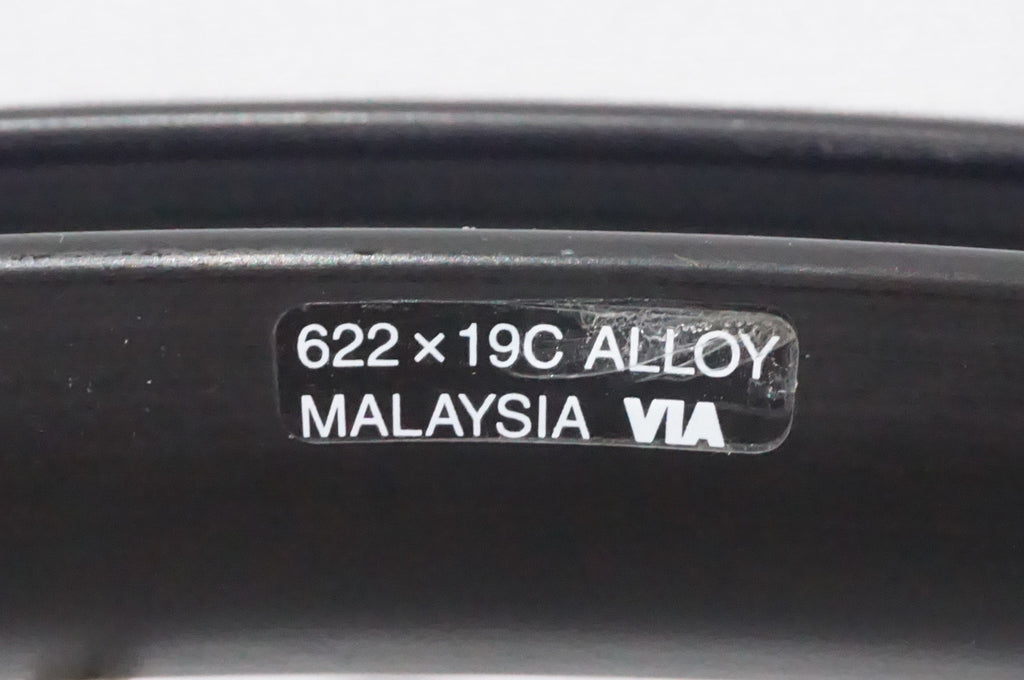 622 × 19C ALLOY
MALAYSIA VIA